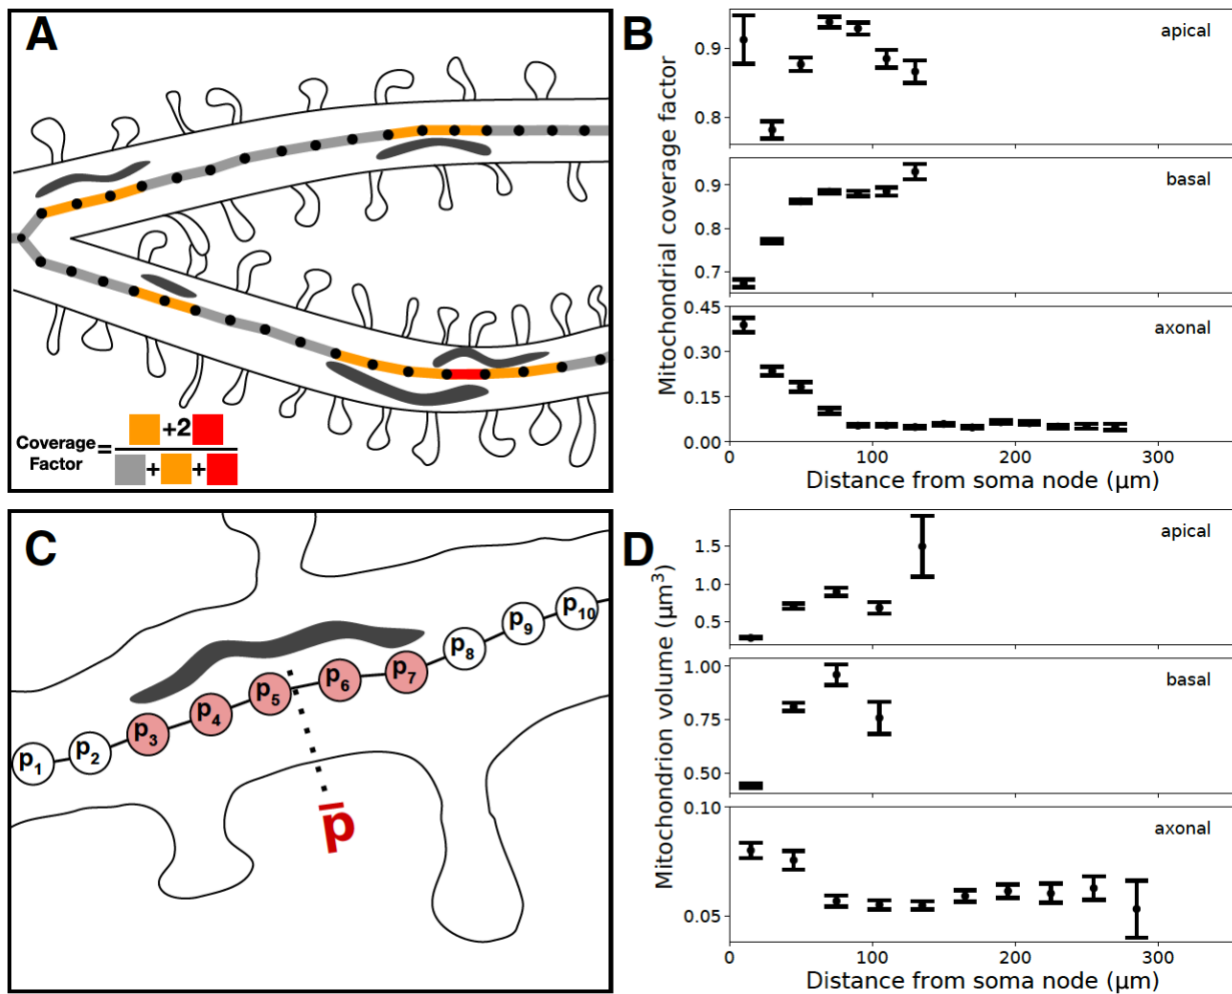 A
Coverage Factor = +2
+ +
B
apical
0.9
0.8
basal
0.9
0.8
0.7
axonal
0.45
0.30
0.15
0.00
Mitochondrial coverage factor
0 100 200 300
Distance from soma node (μm)
C
p1
p2
p3
p4
p5
p6
p7
p8
p9
p10
p̄
D
apical
1.5
1.0
0.5
basal
1.00
0.75
0.50
axonal
0.10
0.05
Mitochondrion volume (μm³)
0 100 200 300
Distance from soma node (μm)